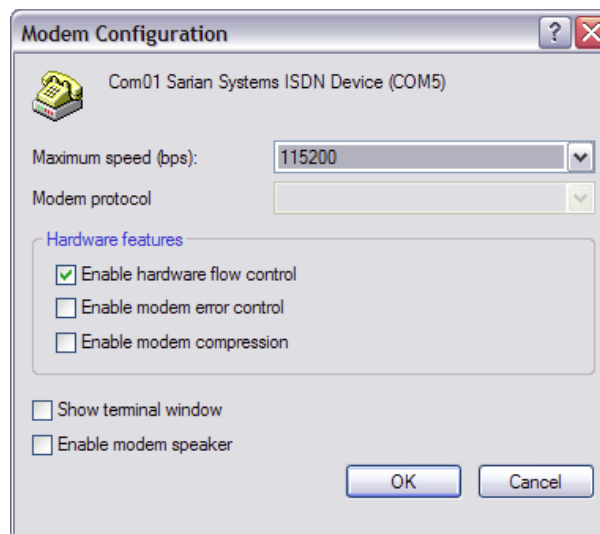 Modem Configuration
Com01 Sarian Systems ISDN Device (COM5)
Maximum speed (bps): 115200
Modem protocol
Hardware features
Enable hardware flow control
Enable modem error control
Enable modem compression
Show terminal window
Enable modem speaker
OK Cancel